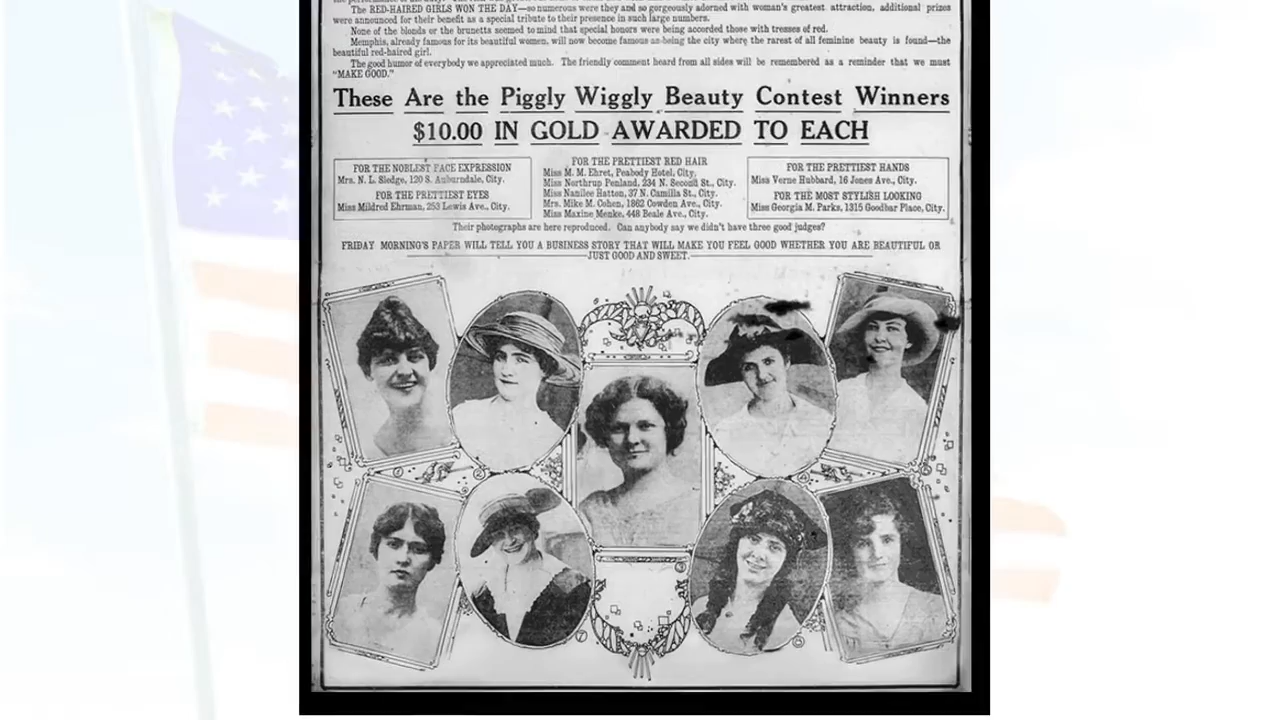 The RED-HAIRED GIRLS WON THE DAY—so numerous were they and so gorgeously adorned with woman's greatest attraction, additional prizes
were announced for their benefit as a special tribute to their presence in such large numbers.
None of the blonds or the brunetts seemed to mind that special honors were being accorded those with tresses of red.
Memphis, already famous for its beautiful women, will now become famous as being the city where the rarest of all feminine beauty is found—the
beautiful red-haired girl.
The good humor of everybody we appreciated much. The friendly comment heard from all sides will be remembered as a reminder that we must
"MAKE GOOD."
These Are the Piggly Wiggly Beauty Contest Winners
$10.00 IN GOLD AWARDED TO EACH
FOR THE NOBLEST FACE EXPRESSION
Mrs. N. L. Sledge, 120 S. Auburndale, City.
FOR THE PRETTIEST EYES
Miss Mildred Ehrman, 253 Lewis Ave., City.
FOR THE PRETTIEST RED HAIR
Miss M. M. Ehret, Peabody Hotel, City.
Miss Northrup Penland, 234 N. Second St., City.
Miss Nanilee Hatten, 37 N. Camilla St., City.
Mrs. Mike M. Cohen, 1862 Cowden Ave., City.
Miss Maxine Menke, 448 Beale Ave., City.
FOR THE PRETTIEST HANDS
Miss Verne Hubbard, 16 Jones Ave., City.
FOR THE MOST STYLISH LOOKING
Miss Georgia M. Parks, 1315 Goodbar Place, City.
Their photographs are here reproduced. Can anybody say we didn't have three good judges?
FRIDAY MORNING'S PAPER WILL TELL YOU A BUSINESS STORY THAT WILL MAKE YOU FEEL GOOD WHETHER YOU ARE BEAUTIFUL OR
JUST GOOD AND SWEET.